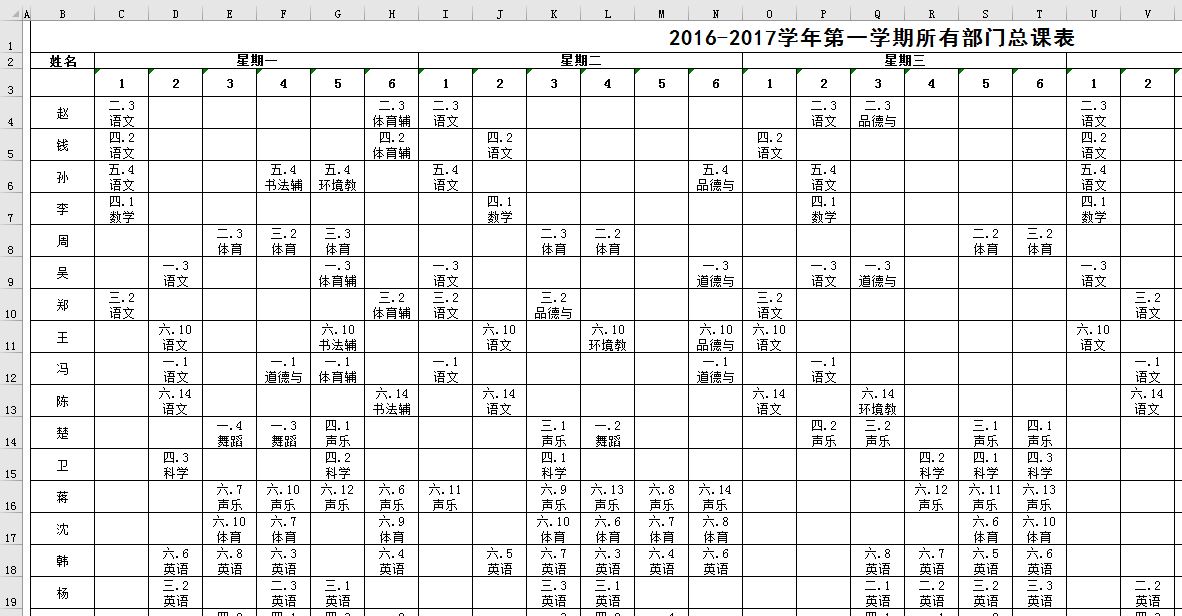 A B C D E F G H I J K L M N O P Q R S T U V
1 2016-2017学年第一学期所有部门总课表
2 姓名 星期一 星期二 星期三
3 1 2 3 4 5 6 1 2 3 4 5 6 1 2 3 4 5 6 1 2
二.3 二.3 二.3 二.3 二.3 二.3
4 赵 语文 体育辅 语文 语文 品德与 语文
四.2 四.2 四.2 四.2 四.2
5 钱 语文 体育辅 语文 语文 语文
五.4 五.4 五.4 五.4 五.4 五.4 五.4
6 孙 语文 书法辅 环境教 语文 品德与 语文 语文
四.1 四.1 四.1 四.1
7 李 数学 数学 数学 数学
二.3 三.2 三.3 二.3 二.2 二.2 三.2
8 周 体育 体育 体育 体育 体育 体育 体育
一.3 一.3 一.3 一.3 一.3 一.3 一.3
9 吴 语文 体育辅 语文 道德与 语文 道德与 语文
三.2 三.2 三.2 三.2 三.2 三.2
10 郑 语文 体育辅 语文 品德与 语文 语文
六.10 六.10 六.10 六.10 六.10 六.10 六.10
11 王 语文 书法辅 语文 环境教 品德与 语文 语文
一.1 一.1 一.1 一.1 一.1 一.1 一.1
12 冯 语文 道德与 体育辅 语文 道德与 语文 语文
六.14 六.14 六.14 六.14 六.14 六.14
13 陈 语文 书法辅 语文 语文 环境教 语文
一.4 一.3 四.1 三.1 一.2 四.2 三.2 三.1 四.1
14 楚 舞蹈 舞蹈 声乐 声乐 舞蹈 声乐 声乐 声乐 声乐
四.3 四.2 四.1 四.2 四.1 四.3
15 卫 科学 科学 科学 科学 科学 科学
六.7 六.10 六.12 六.6 六.11 六.9 六.13 六.8 六.14 六.12 六.11 六.13
16 蒋 声乐 声乐 声乐 声乐 声乐 声乐 声乐 声乐 声乐 声乐 声乐 声乐
六.10 六.7 六.9 六.10 六.6 六.7 六.8 六.6 六.10
17 沈 体育 体育 体育 体育 体育 体育 体育 体育 体育
六.6 六.8 六.3 六.4 六.5 六.7 六.3 六.4 六.6 六.8 六.7 六.5 六.6
18 韩 英语 英语 英语 英语 英语 英语 英语 英语 英语 英语 英语 英语 英语
三.2 二.3 三.1 三.3 三.1 二.1 二.2 三.2 三.3 二.2
19 杨 英语 英语 英语 英语 英语 英语 英语 英语 英语 英语